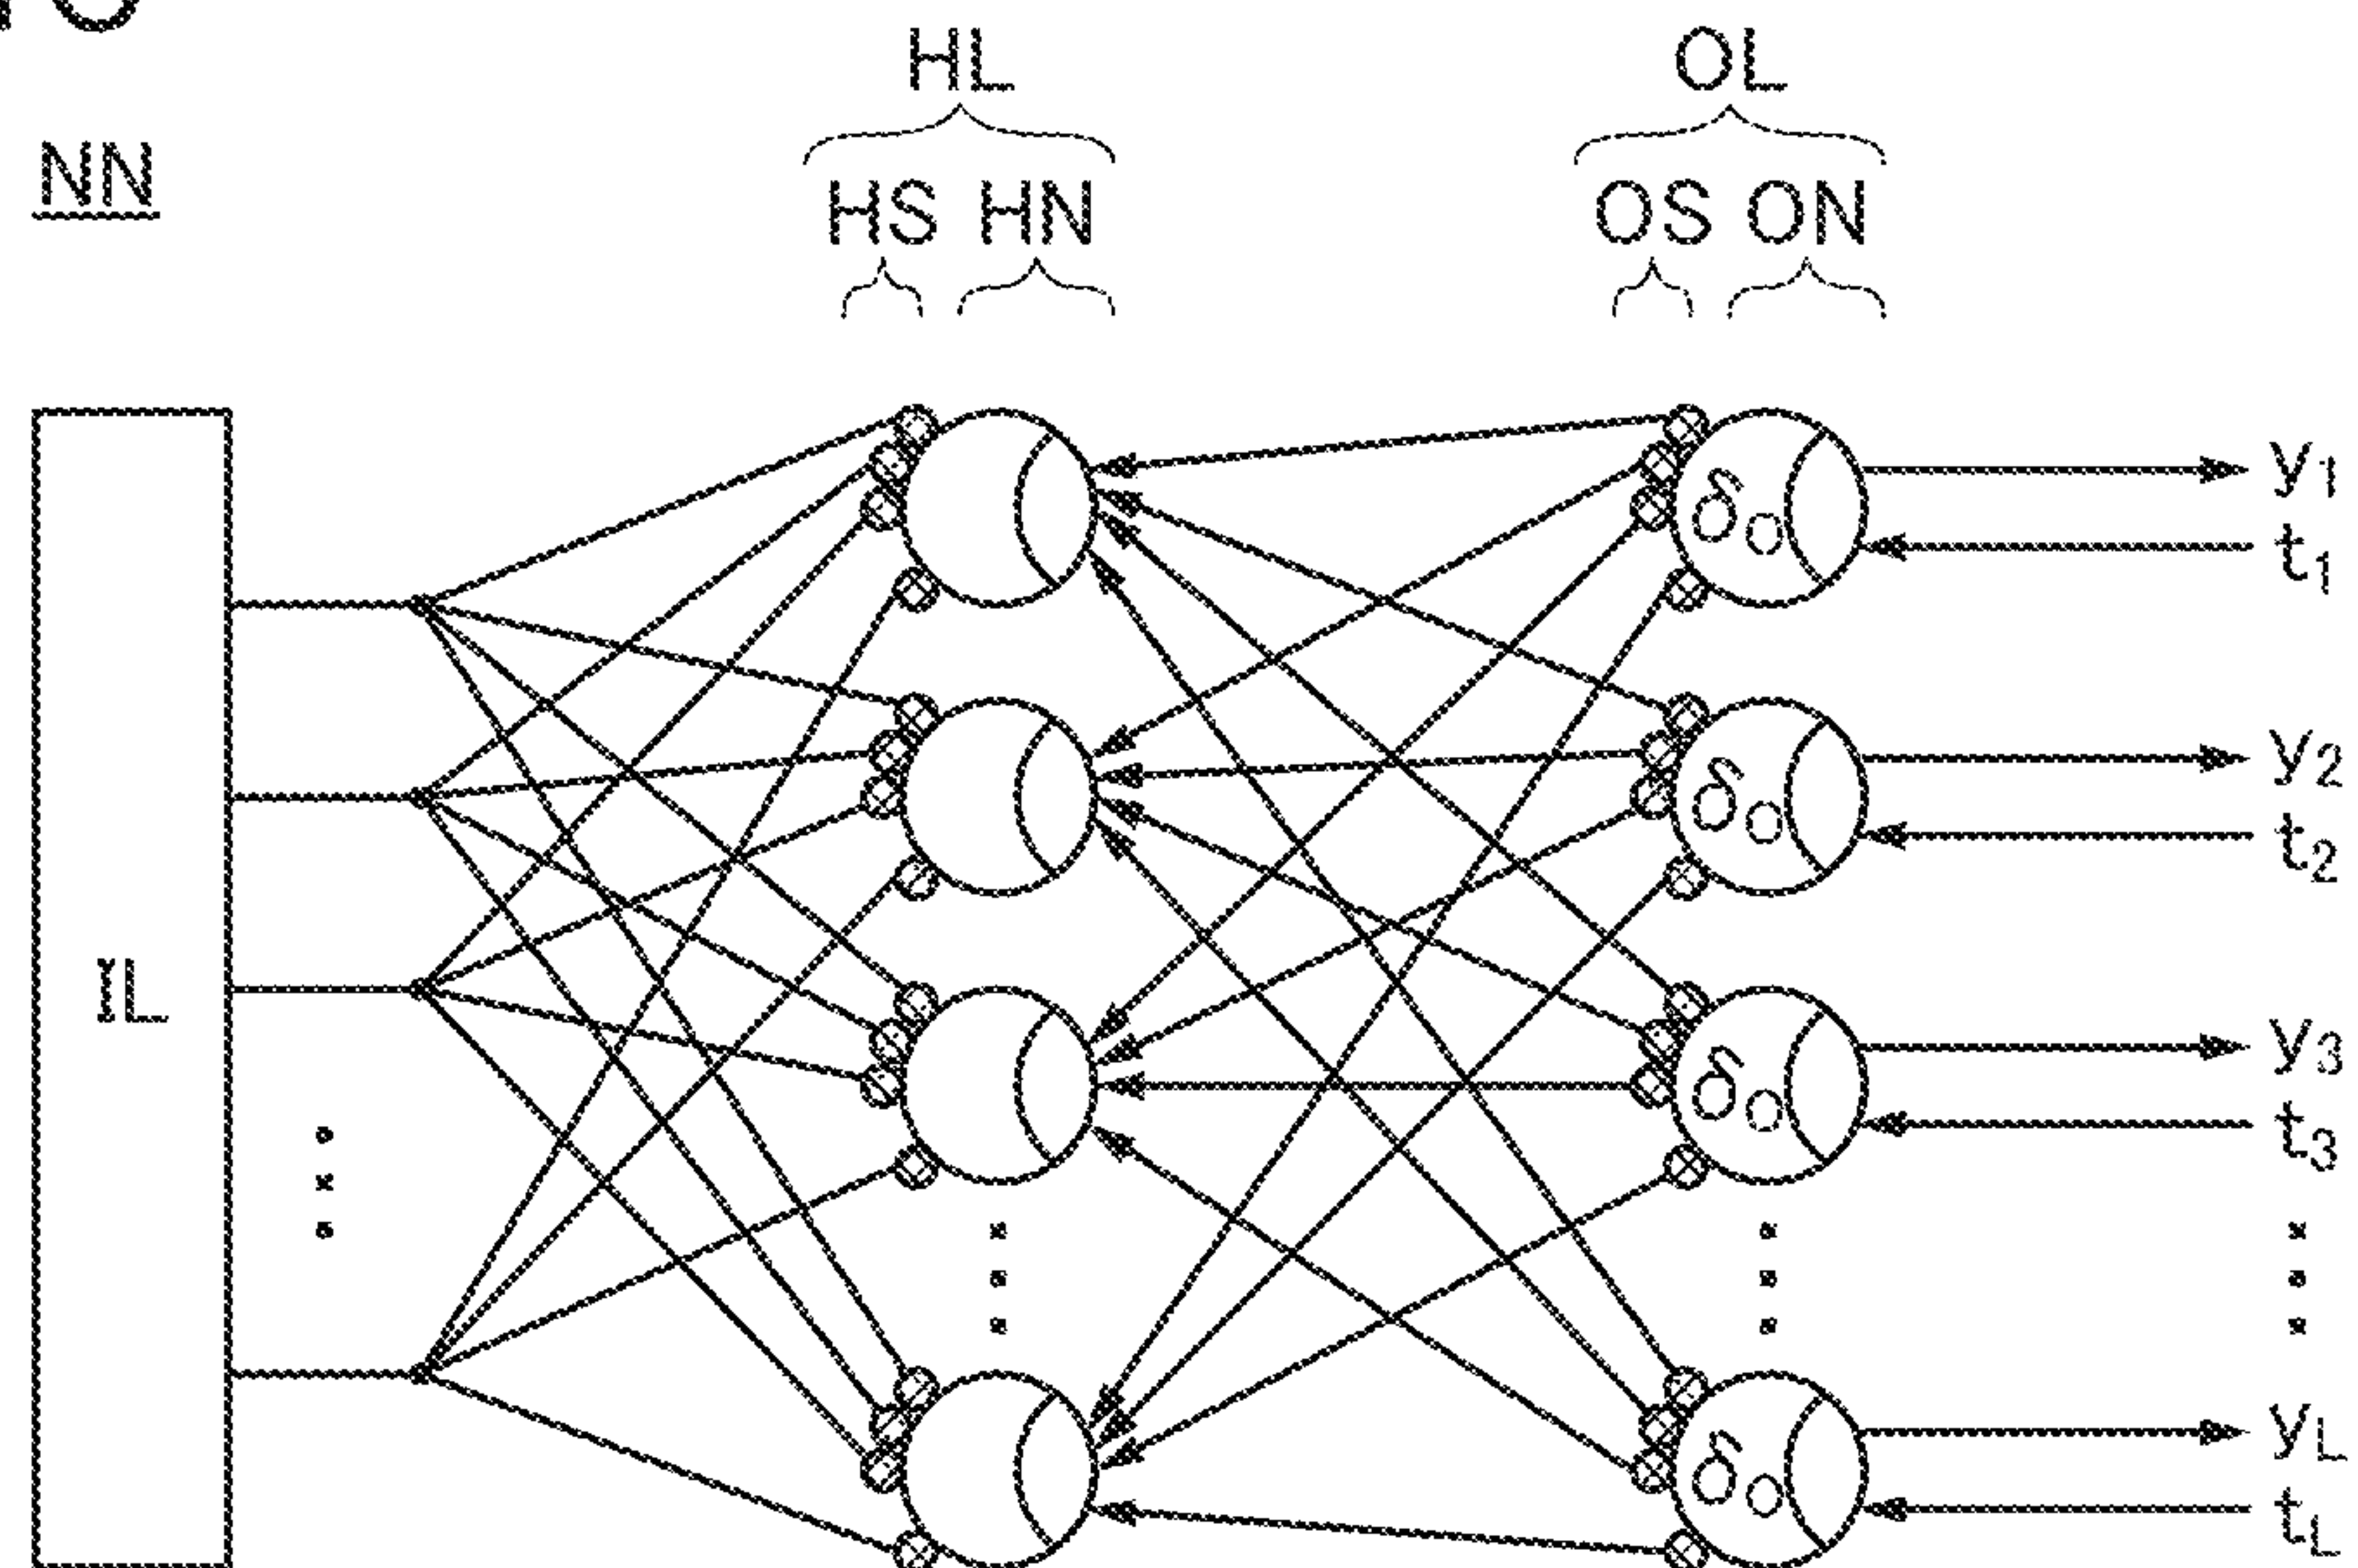 HL OL
NN
HS HN OS ON
δO y1
t1
δO y2
t2
IL
δO y3
t3
δO yL
tL